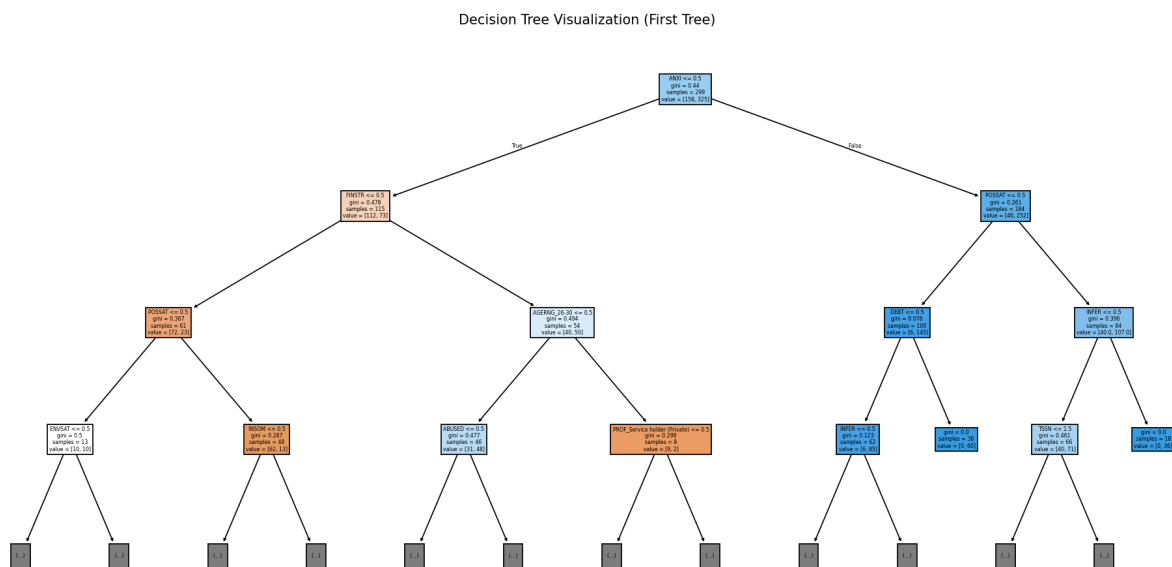 Decision Tree Visualization (First Tree)
ANXI <= 0.5
gini = 0.44
samples = 299
value = [158, 325]
True
False
FINSTR <= 0.5
gini = 0.478
samples = 115
value = [112, 73]
POSSAT <= 0.5
gini = 0.261
samples = 184
value = [46, 252]
POSSAT <= 0.5
gini = 0.367
samples = 61
value = [72, 23]
AGERNG_26-30 <= 0.5
gini = 0.494
samples = 54
value = [40, 50]
DEBT <= 0.5
gini = 0.076
samples = 100
value = [6, 145]
INFER <= 0.5
gini = 0.396
samples = 84
value = [40.0, 107.0]
ENVSAT <= 0.5
gini = 0.5
samples = 13
value = [10, 10]
INSOM <= 0.5
gini = 0.287
samples = 48
value = [62, 13]
ABUSED <= 0.5
gini = 0.477
samples = 46
value = [31, 48]
PROF_Service holder (Private) <= 0.5
gini = 0.298
samples = 8
value = [9, 2]
INFER <= 0.5
gini = 0.123
samples = 62
value = [6, 85]
gini = 0.0
samples = 38
value = [0, 60]
TSSN <= 1.5
gini = 0.461
samples = 66
value = [40, 71]
gini = 0.0
samples = 18
value = [0, 36]
(...)
(...)
(...)
(...)
(...)
(...)
(...)
(...)
(...)
(...)
(...)
(...)